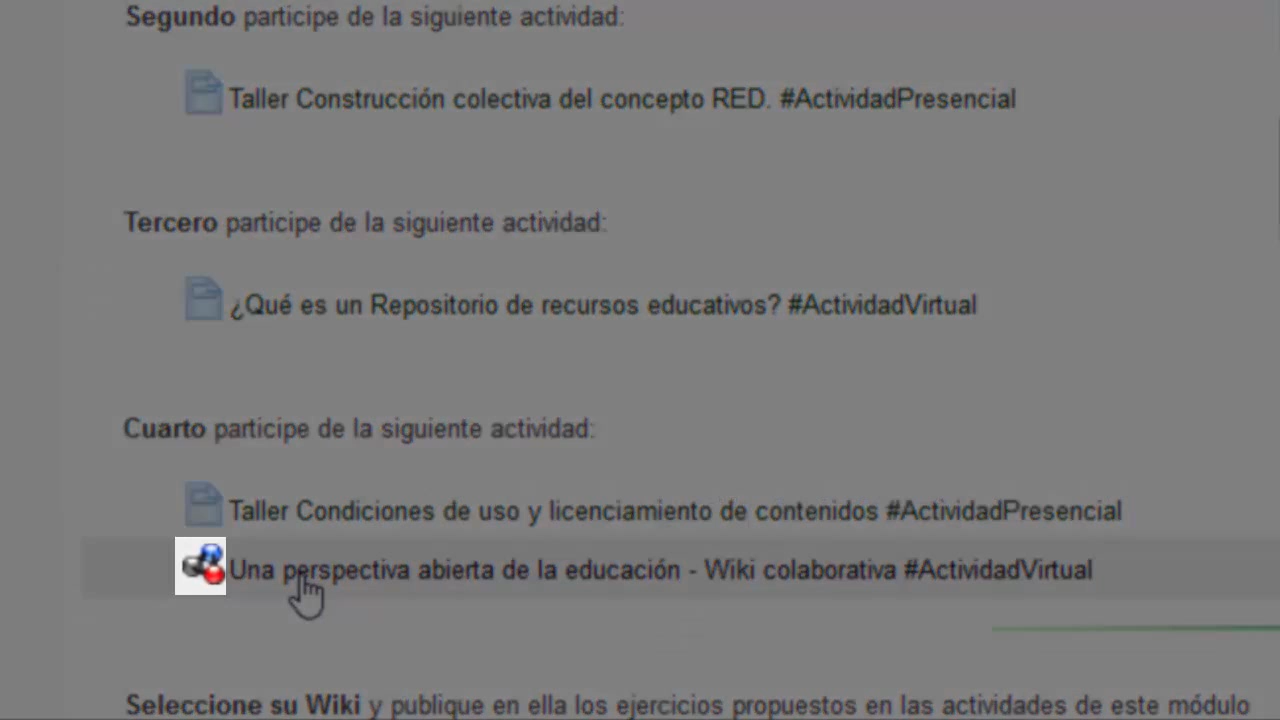 Segundo participe de la siguiente actividad:
Taller Construcción colectiva del concepto RED. #ActividadPresencial
Tercero participe de la siguiente actividad:
¿Qué es un Repositorio de recursos educativos? #ActividadVirtual
Cuarto participe de la siguiente actividad:
Taller Condiciones de uso y licenciamiento de contenidos #ActividadPresencial
Una perspectiva abierta de la educación - Wiki colaborativa #ActividadVirtual
Seleccione su Wiki y publique en ella los ejercicios propuestos en las actividades de este módulo